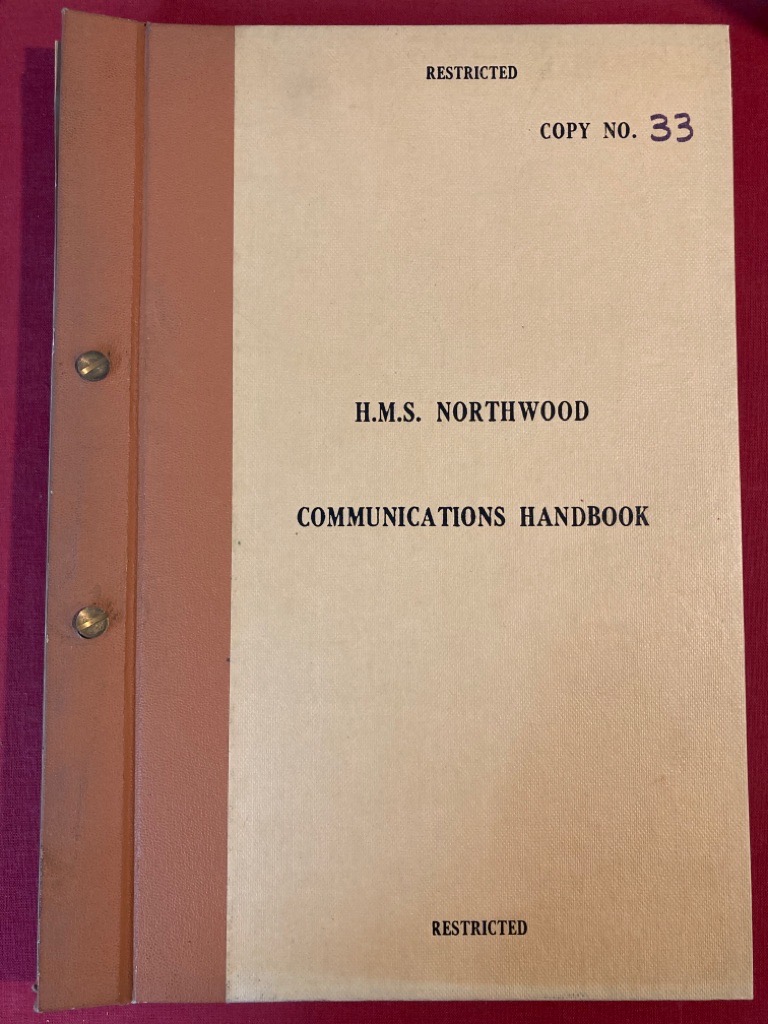 RESTRICTED
COPY NO. 33
H.M.S. NORTHWOOD
COMMUNICATIONS HANDBOOK
RESTRICTED